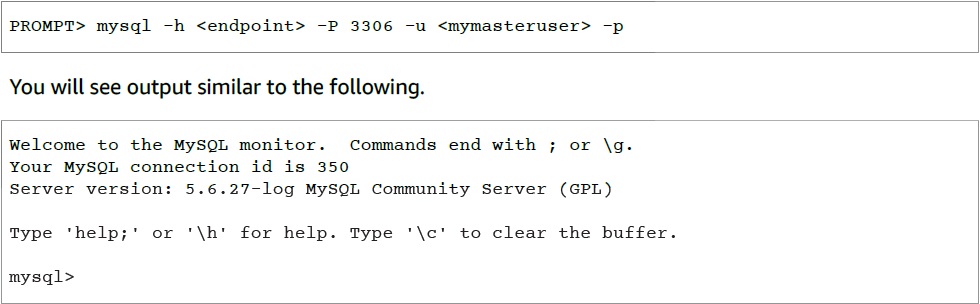 PROMPT> mysql -h <endpoint> -P 3306 -u <mymasteruser> -p
You will see output similar to the following.
Welcome to the MySQL monitor.  Commands end with ; or \g.
Your MySQL connection id is 350
Server version: 5.6.27-log MySQL Community Server (GPL)
Type 'help;' or '\h' for help. Type '\c' to clear the buffer.
mysql>